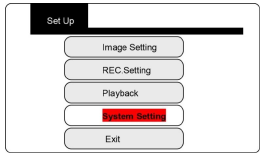 Set Up
Image Setting
REC.Setting
Playback
System Setting
Exit